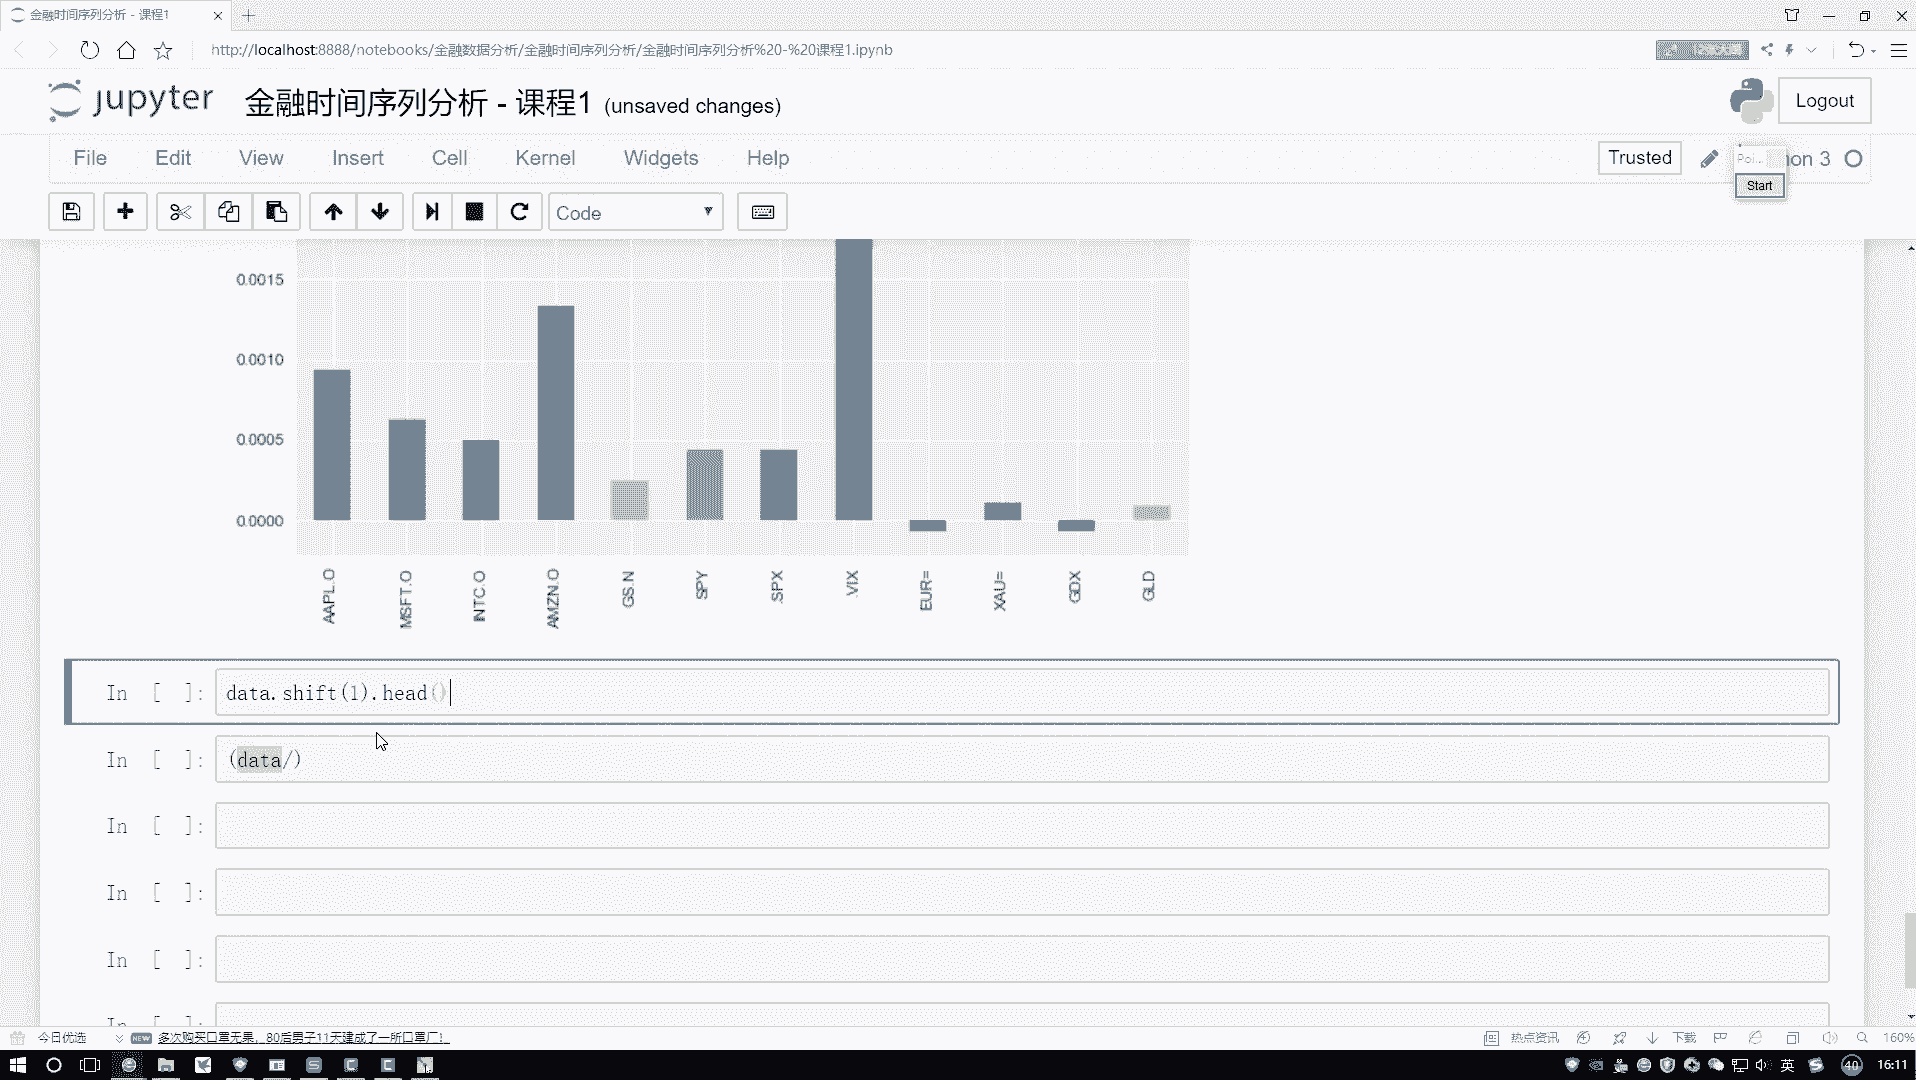 金融时间序列分析 - 课程1
http://localhost:8888/notebooks/金融数据分析/金融时间序列分析/金融时间序列分析%20-%20课程1.ipynb
jupyter 金融时间序列分析 - 课程1 (unsaved changes)
Logout
File Edit View Insert Cell Kernel Widgets Help
Trusted
Pol...
on 3
Start
Code
0.0015
0.0010
0.0005
0.0000
AAPL.O MSFT.O INTC.O AMZN.O GS.N SPY .SPX .VIX EUR= XAU= GDX GLD
In [ ]: data.shift(1).head()
In [ ]: (data/)
In [ ]:
In [ ]:
In [ ]:
In [ ]:
今日优选 NEW 多次购买口罩无果，80后男子11天建成了一所口罩厂！
热点资讯 下载 160%
英 40 16:11